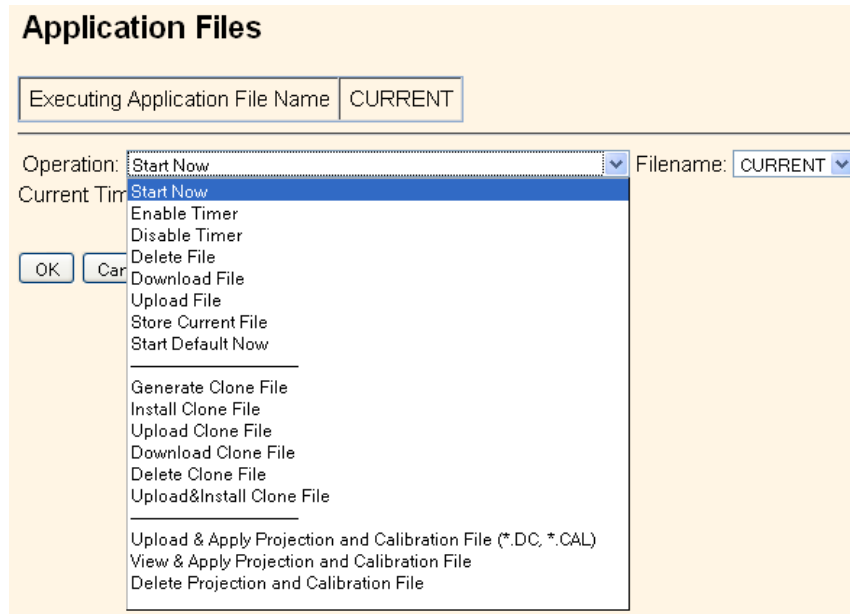 Application Files
Executing Application File Name CURRENT
Operation: Start Now Filename: CURRENT
Current Tim
Start Now
Enable Timer
Disable Timer
Delete File
Download File
Upload File
Store Current File
Start Default Now
Generate Clone File
Install Clone File
Upload Clone File
Download Clone File
Delete Clone File
Upload&Install Clone File
Upload & Apply Projection and Calibration File (*.DC, *.CAL)
View & Apply Projection and Calibration File
Delete Projection and Calibration File
OK Can